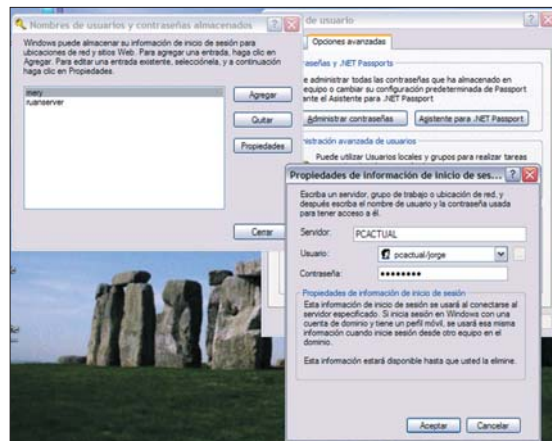 Nombres de usuarios y contraseñas almacenados
Windows puede almacenar su información de inicio de sesión para
ubicaciones de red y sitios Web. Para agregar una entrada, haga clic en
Agregar. Para editar una entrada existente, selecciónela, y a continuación
haga clic en Propiedades.
mery
ruanserver
Agregar
Quitar
Propiedades
Cerrar
de usuario
Opciones avanzadas
raseñas y .NET Passports
e administrar todas las contraseñas que ha almacenado en
equipo o cambiar su configuración predeterminada de Passport
ante el Asistente para .NET Passport
Administrar contraseñas
Asistente para .NET Passport
nistración avanzada de usuarios
Puede utilizar Usuarios locales y grupos para realizar tareas
Propiedades de información de inicio de ses...
Escriba un servidor, grupo de trabajo o ubicación de red, y
después escriba el nombre de usuario y la contraseña usada
para tener acceso a él.
Servidor: PCACTUAL
Usuario: pcactual/jorge
Contraseña: ••••••••
Propiedades de información de inicio de sesión
Esta información de inicio de sesión se usará al conectarse al
servidor especificado. Si inicia sesión en Windows con una
cuenta de dominio y tiene un perfil móvil, se usará esa misma
información cuando inicie sesión desde otro equipo en el
dominio.
Esta información estará disponible hasta que usted la elimine.
Aceptar
Cancelar